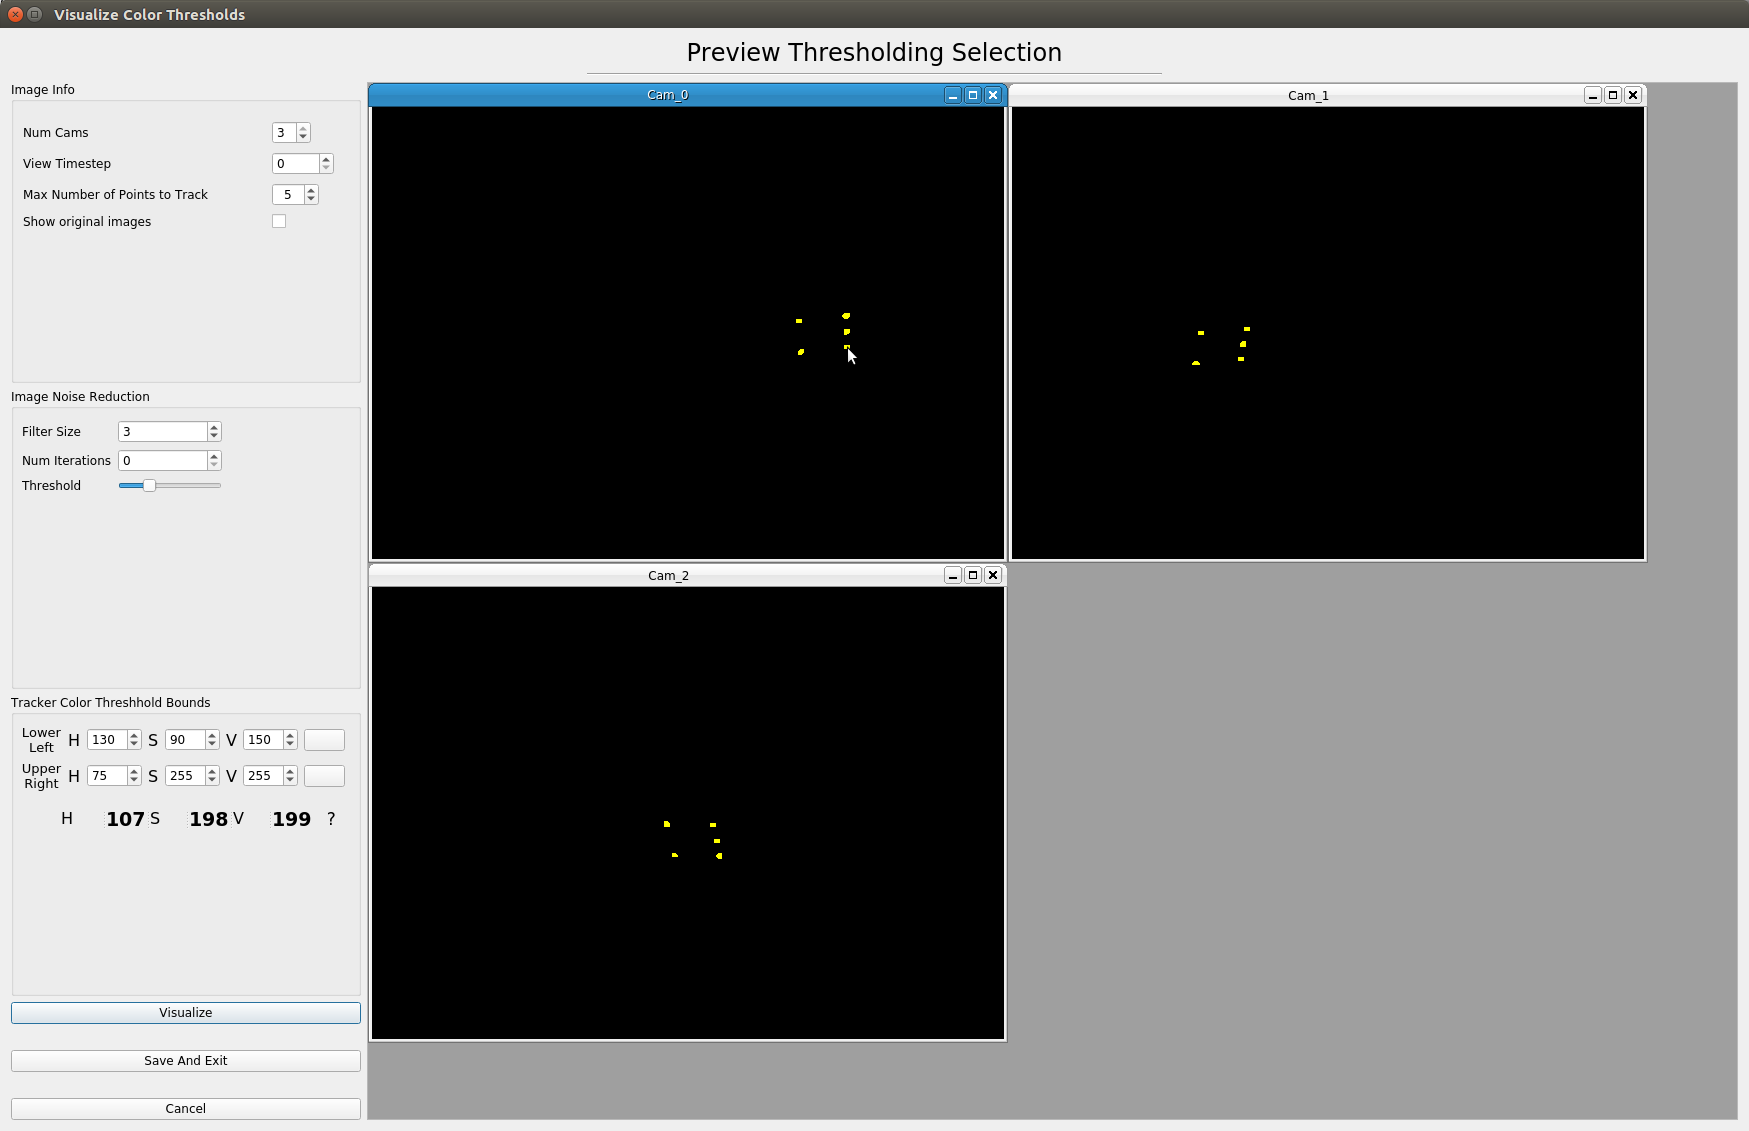 Visualize Color Thresholds
Preview Thresholding Selection
Image Info
Num Cams 3
View Timestep 0
Max Number of Points to Track 5
Show original images
Image Noise Reduction
Filter Size 3
Num Iterations 0
Threshold
Tracker Color Threshhold Bounds
Lower Left H 130 S 90 V 150
Upper Right H 75 S 255 V 255
H 107 S 198 V 199 ?
Visualize
Save And Exit
Cancel
Cam_0
Cam_1
Cam_2